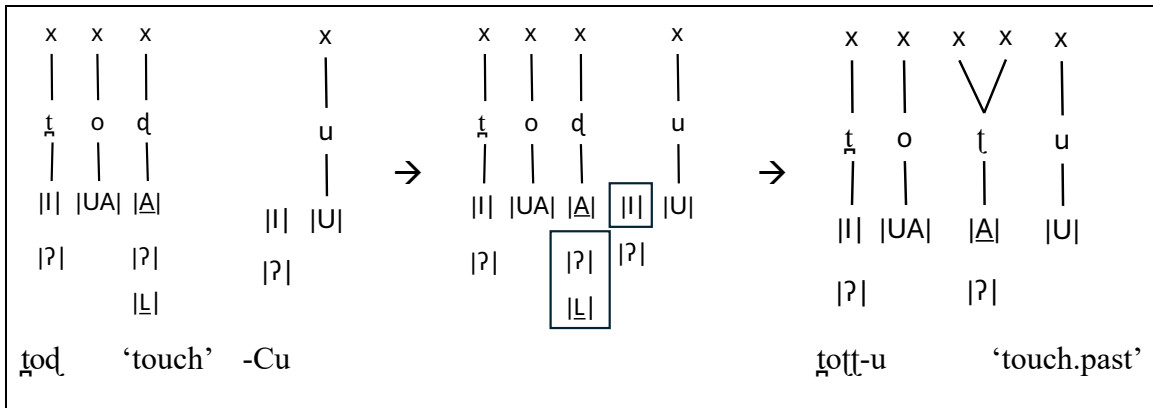 x x x x x x x x x x x x x
t̪ o ɖ u → t̪ o ɖ u → t̪ o ʈ u
|I| |UA| |A̲| |I| |U| |I| |UA| |A̲| |I| |U| |I| |UA| |A̲| |U|
|ʔ| |ʔ| |ʔ| |ʔ| |ʔ| |ʔ| |ʔ| |ʔ|
|L̲| |L̲|
t̪oɖ ‘touch’ -Cu t̪oʈʈ-u ‘touch.past’